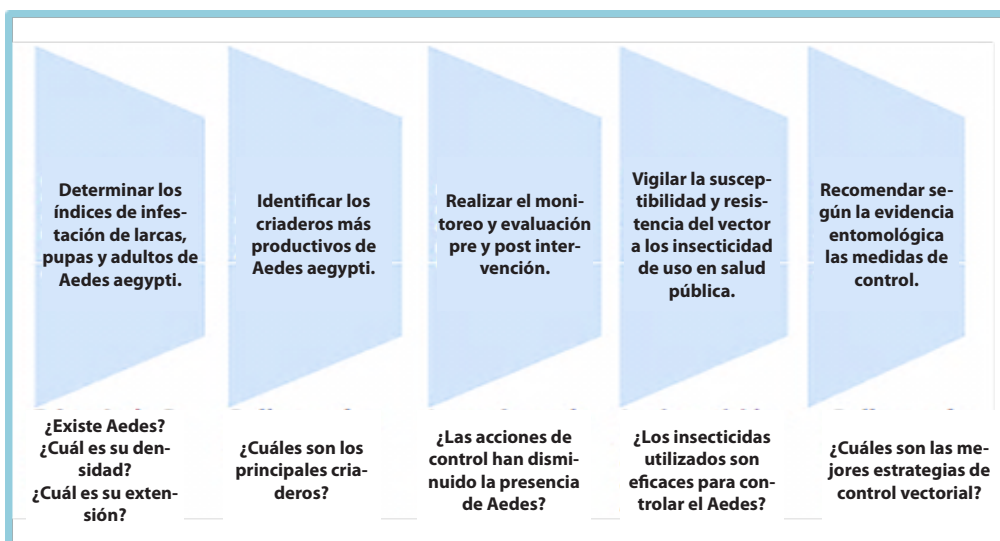 Determinar los
índices de infes-
tación de larcas,
pupas y adultos de
Aedes aegypti.
Identificar los
criaderos más
productivos de
Aedes aegypti.
Realizar el moni-
toreo y evaluación
pre y post inter-
vención.
Vigilar la suscep-
tibilidad y resis-
tencia del vector
a los insecticidad
de uso en salud
pública.
Recomendar se-
gún la evidencia
entomológica
las medidas de
control.
¿Existe Aedes?
¿Cuál es su den-
sidad?
¿Cuál es su exten-
sión?
¿Cuáles son los
principales cria-
deros?
¿Las acciones de
control han dismi-
nuido la presencia
de Aedes?
¿Los insecticidas
utilizados son
eficaces para con-
trolar el Aedes?
¿Cuáles son las me-
jores estrategias de
control vectorial?